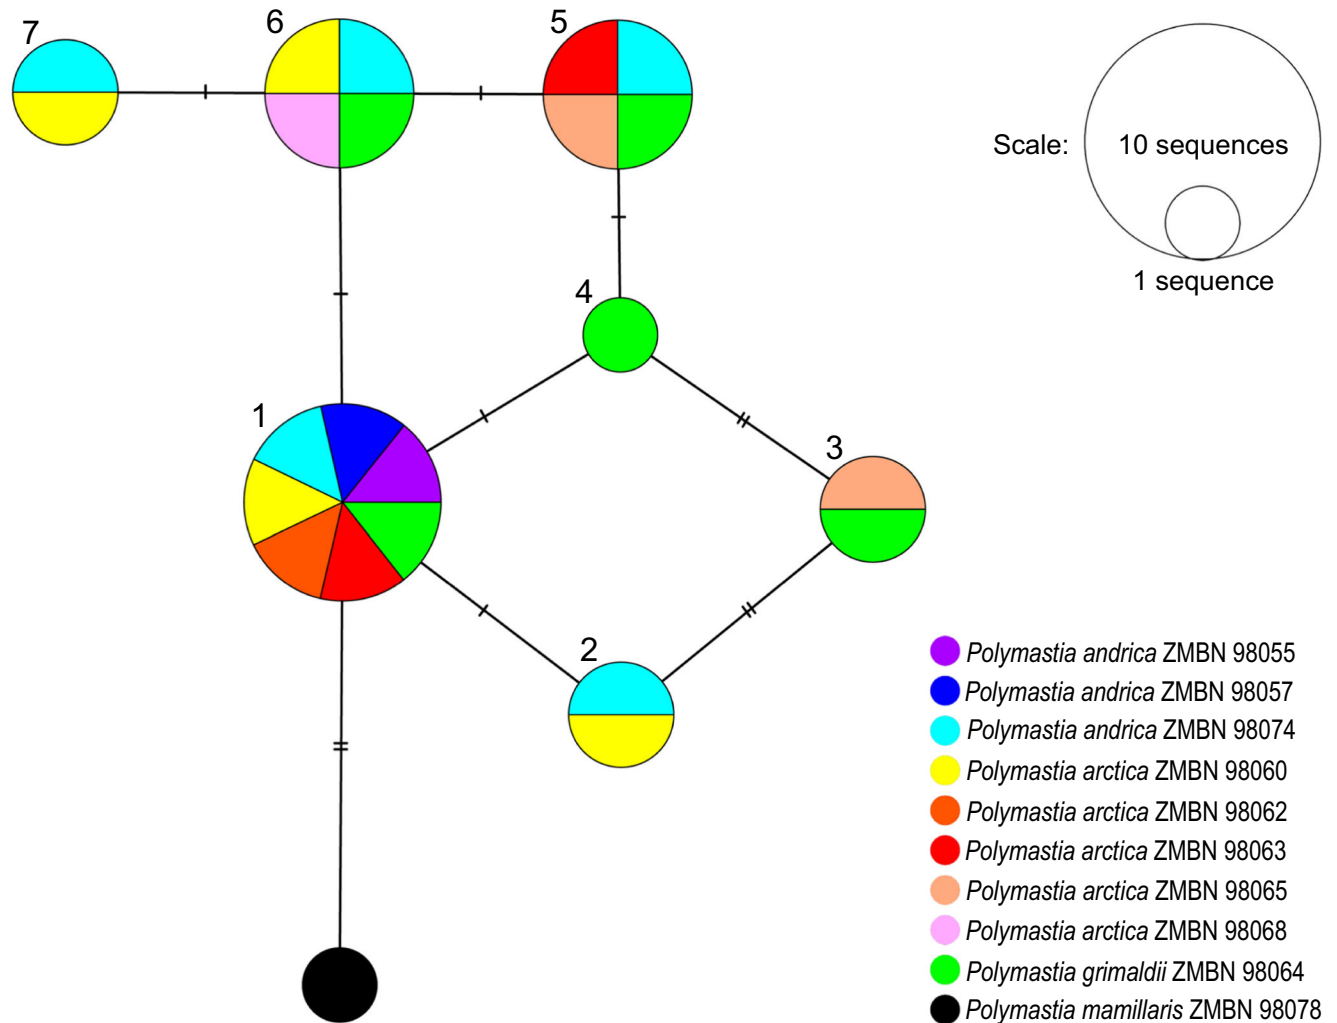 7
6
5
Scale:
10 sequences
1 sequence
4
1
3
2
Polymastia andrica ZMBN 98055
Polymastia andrica ZMBN 98057
Polymastia andrica ZMBN 98074
Polymastia arctica ZMBN 98060
Polymastia arctica ZMBN 98062
Polymastia arctica ZMBN 98063
Polymastia arctica ZMBN 98065
Polymastia arctica ZMBN 98068
Polymastia grimaldii ZMBN 98064
Polymastia mamillaris ZMBN 98078